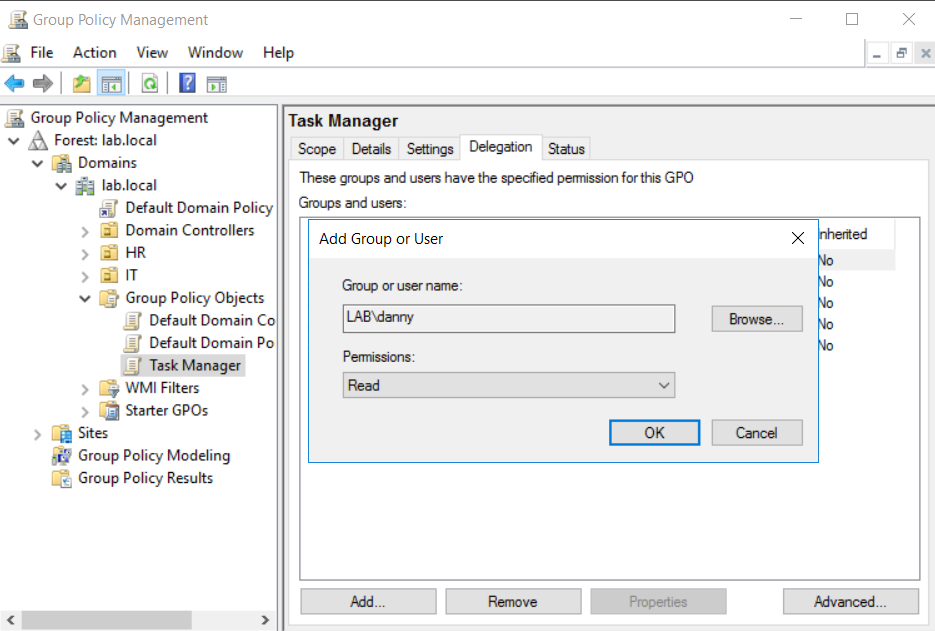 Group Policy Management
File Action View Window Help
Group Policy Management
Forest: lab.local
Domains
lab.local
Default Domain Policy
Domain Controllers
HR
IT
Group Policy Objects
Default Domain Co
Default Domain Po
Task Manager
WMI Filters
Starter GPOs
Sites
Group Policy Modeling
Group Policy Results
Task Manager
Scope Details Settings Delegation Status
These groups and users have the specified permission for this GPO
Groups and users:
nherited
No
No
No
No
No
Add Group or User
Group or user name:
LAB\danny
Browse...
Permissions:
Read
OK Cancel
Add... Remove Properties Advanced...